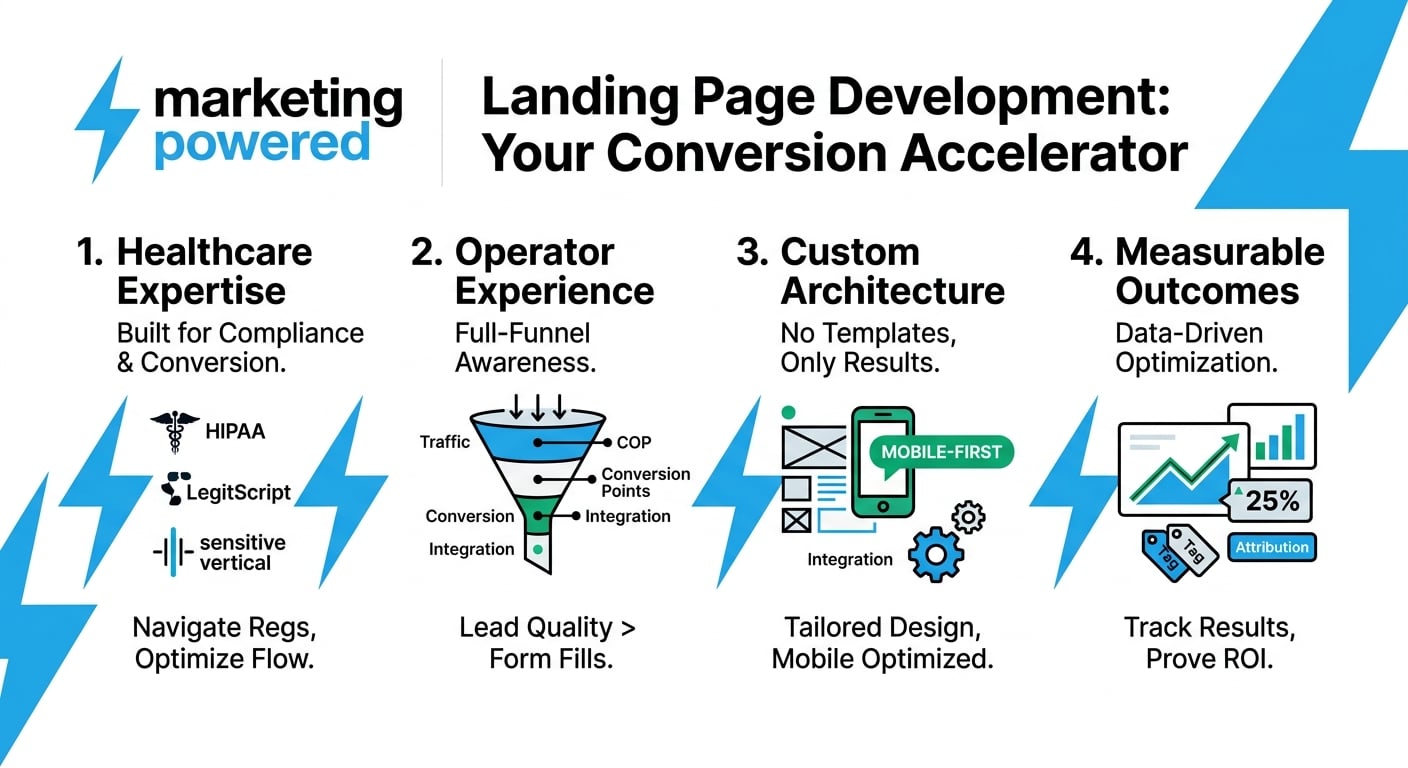 marketing
powered
Landing Page Development:
Your Conversion Accelerator
1. Healthcare
Expertise
Built for Compliance
& Conversion.
HIPAA
LegitScript
sensitive
vertical
Navigate Regs,
Optimize Flow.
2. Operator
Experience
Full-Funnel
Awareness.
Traffic
COP
Conversion
Points
Conversion
Integration
Integration
Lead Quality >
Form Fills.
3. Custom
Architecture
No Templates,
Only Results.
MOBILE-FIRST
Integration
Tailored Design,
Mobile Optimized.
4. Measurable
Outcomes
Data-Driven
Optimization.
25%
Tag
Tag
Attribution
Track Results,
Prove ROI.